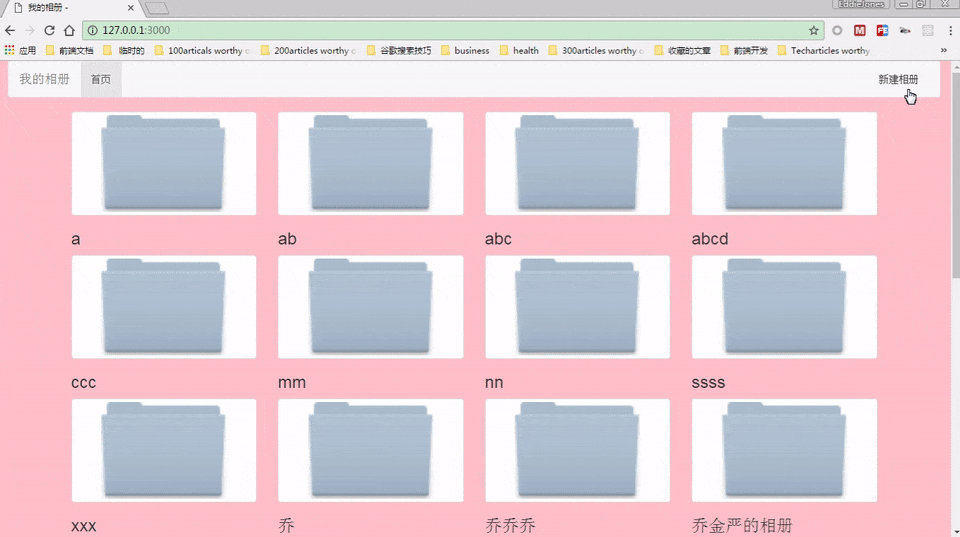 我的相册 -
EddieJones
127.0.0.1:3000
应用 前端文档 临时的 100articals worthy 200articles worthy 谷歌搜索技巧 business health 300articles worthy 收藏的文章 前端开发 Techarticles worthy »
我的相册 首页 新建相册
a ab abc abcd
ccc mm nn ssss
xxx 乔 乔乔乔 乔金严的相册